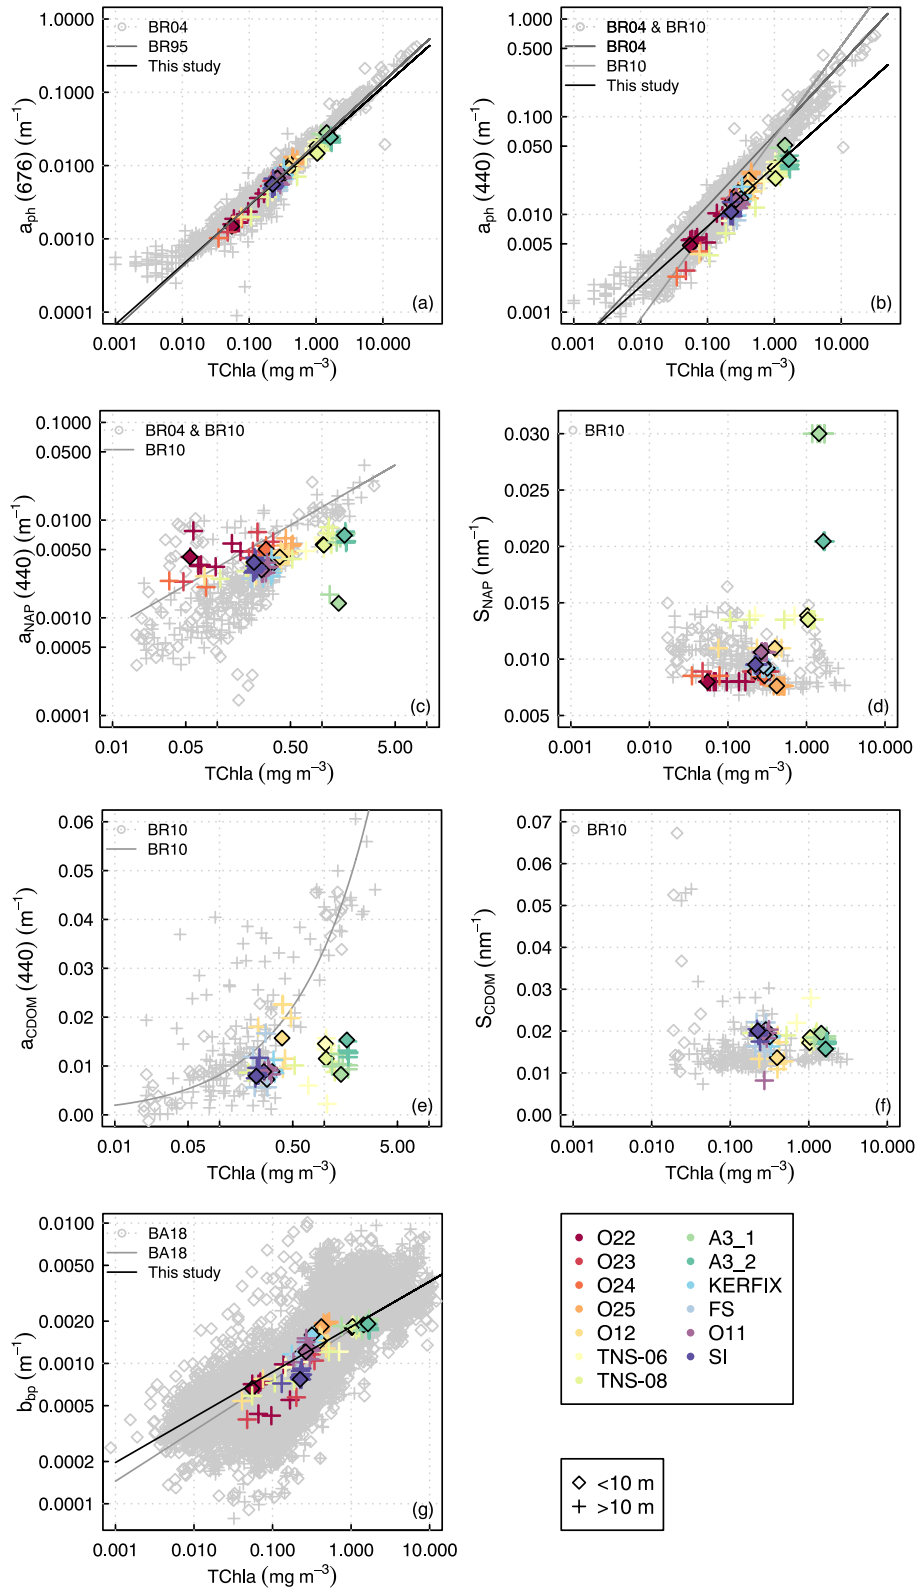 BR04
BR95
This study
1.0000
0.1000
0.0100
0.0010
0.0001
aph (676) (m−1)
(a)
0.001 0.010 0.100 1.000 10.000
TChla (mg m−3)
BR04 & BR10
BR04
BR10
This study
1.000
0.500
0.100
0.050
0.010
0.005
0.001
aph (440) (m−1)
(b)
0.001 0.010 0.100 1.000 10.000
TChla (mg m−3)
BR04 & BR10
BR10
0.1000
0.0500
0.0100
0.0050
0.0010
0.0005
0.0001
aNAP (440) (m−1)
(c)
0.01 0.05 0.50 5.00
TChla (mg m−3)
BR10
0.030
0.025
0.020
0.015
0.010
0.005
SNAP (nm−1)
(d)
0.001 0.010 0.100 1.000 10.000
TChla (mg m−3)
BR10
BR10
0.06
0.05
0.04
0.03
0.02
0.01
0.00
aCDOM (440) (m−1)
(e)
0.01 0.05 0.50 5.00
TChla (mg m−3)
BR10
0.07
0.06
0.05
0.04
0.03
0.02
0.01
0.00
SCDOM (nm−1)
(f)
0.001 0.010 0.100 1.000 10.000
TChla (mg m−3)
BA18
BA18
This study
0.0100
0.0050
0.0020
0.0010
0.0005
0.0002
0.0001
bbp (m−1)
(g)
0.001 0.010 0.100 1.000 10.000
TChla (mg m−3)
O22
O23
O24
O25
O12
TNS-06
TNS-08
A3_1
A3_2
KERFIX
FS
O11
SI
<10 m
>10 m